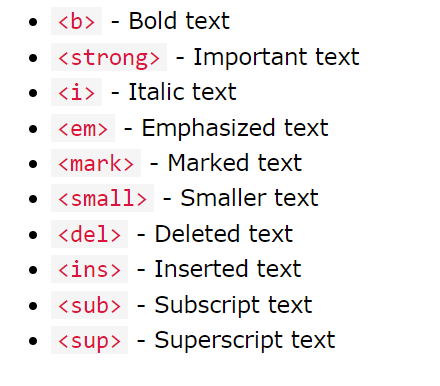 <b> - Bold text
<strong> - Important text
<i> - Italic text
<em> - Emphasized text
<mark> - Marked text
<small> - Smaller text
<del> - Deleted text
<ins> - Inserted text
<sub> - Subscript text
<sup> - Superscript text